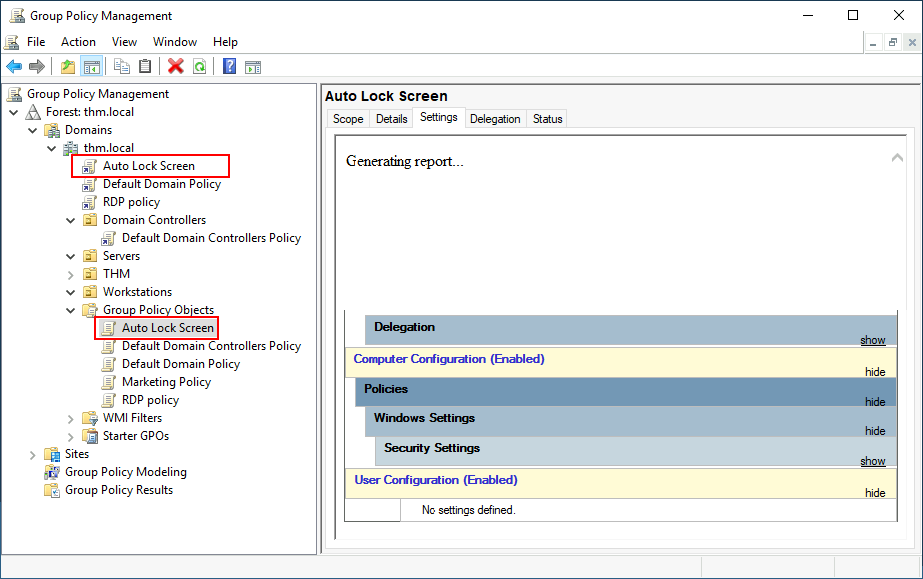 Group Policy Management
File Action View Window Help
Group Policy Management
Forest: thm.local
Domains
thm.local
Auto Lock Screen
Default Domain Policy
RDP policy
Domain Controllers
Default Domain Controllers Policy
Servers
THM
Workstations
Group Policy Objects
Auto Lock Screen
Default Domain Controllers Policy
Default Domain Policy
Marketing Policy
RDP policy
WMI Filters
Starter GPOs
Sites
Group Policy Modeling
Group Policy Results
Auto Lock Screen
Scope Details Settings Delegation Status
Generating report...
Delegation
show
Computer Configuration (Enabled)
hide
Policies
hide
Windows Settings
hide
Security Settings
show
User Configuration (Enabled)
hide
No settings defined.